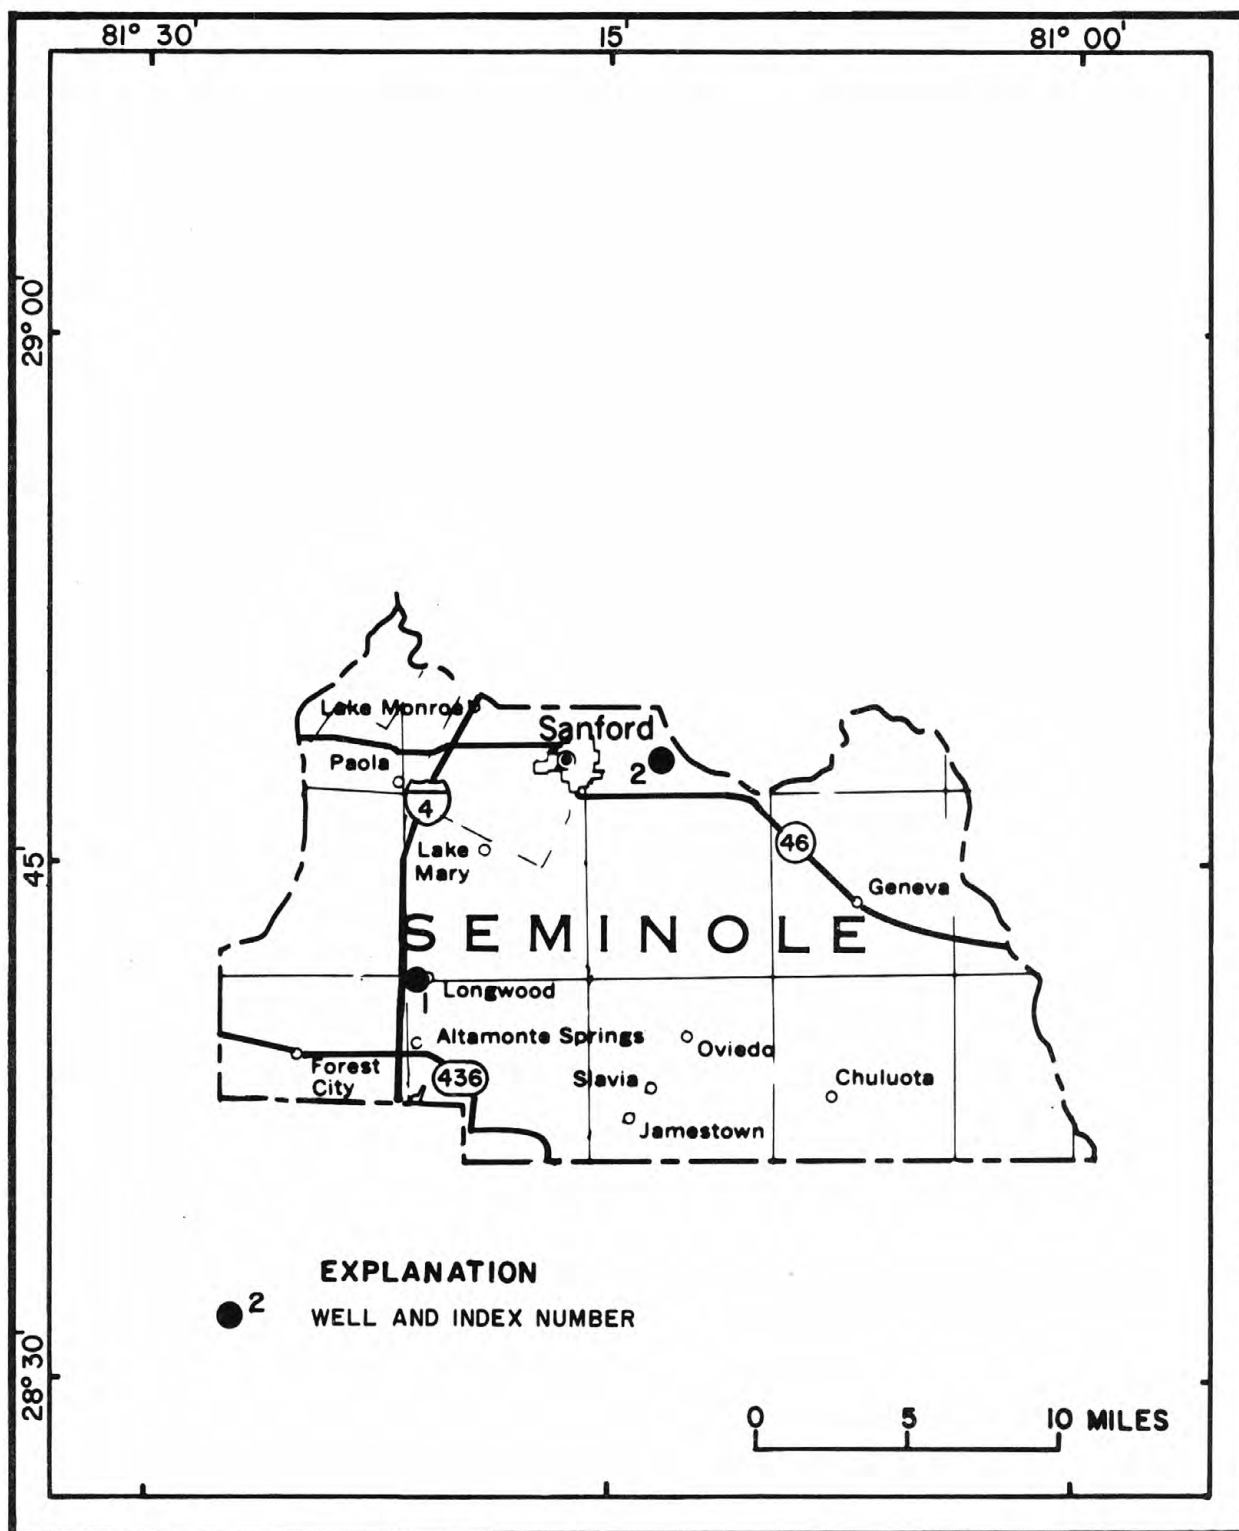 81° 30' 15' 81° 00'
29° 00'
Lake Monroe
Sanford
Paola
2
4
46
45'
Lake
Mary
Geneva
SEMINOLE
Longwood
Altamonte Springs
Oviedo
Forest
City
436
Slavia
Chuluota
Jamestown
EXPLANATION
2 WELL AND INDEX NUMBER
28° 30'
0 5 10 MILES